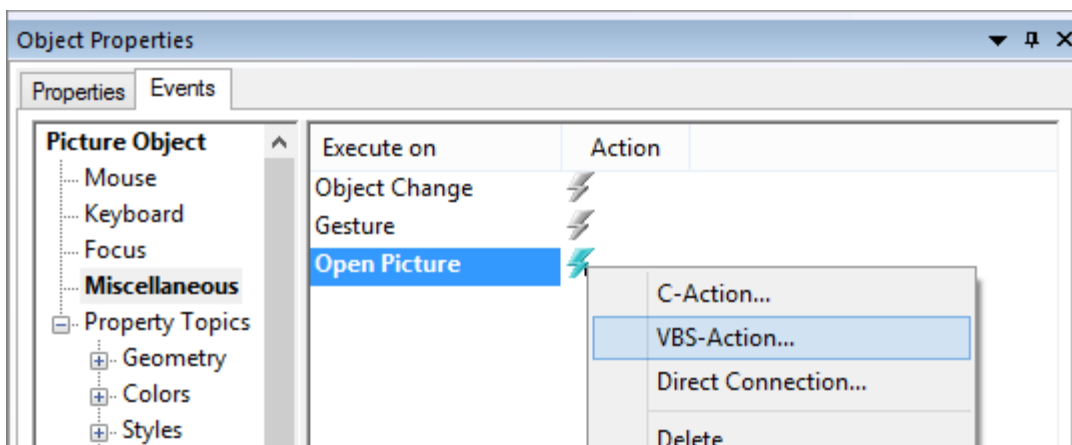 Object Properties
Properties
Events
Picture Object
Mouse
Keyboard
Focus
Miscellaneous
Property Topics
Geometry
Colors
Styles
Execute on
Action
Object Change
Gesture
Open Picture
C-Action...
VBS-Action...
Direct Connection...
Delete